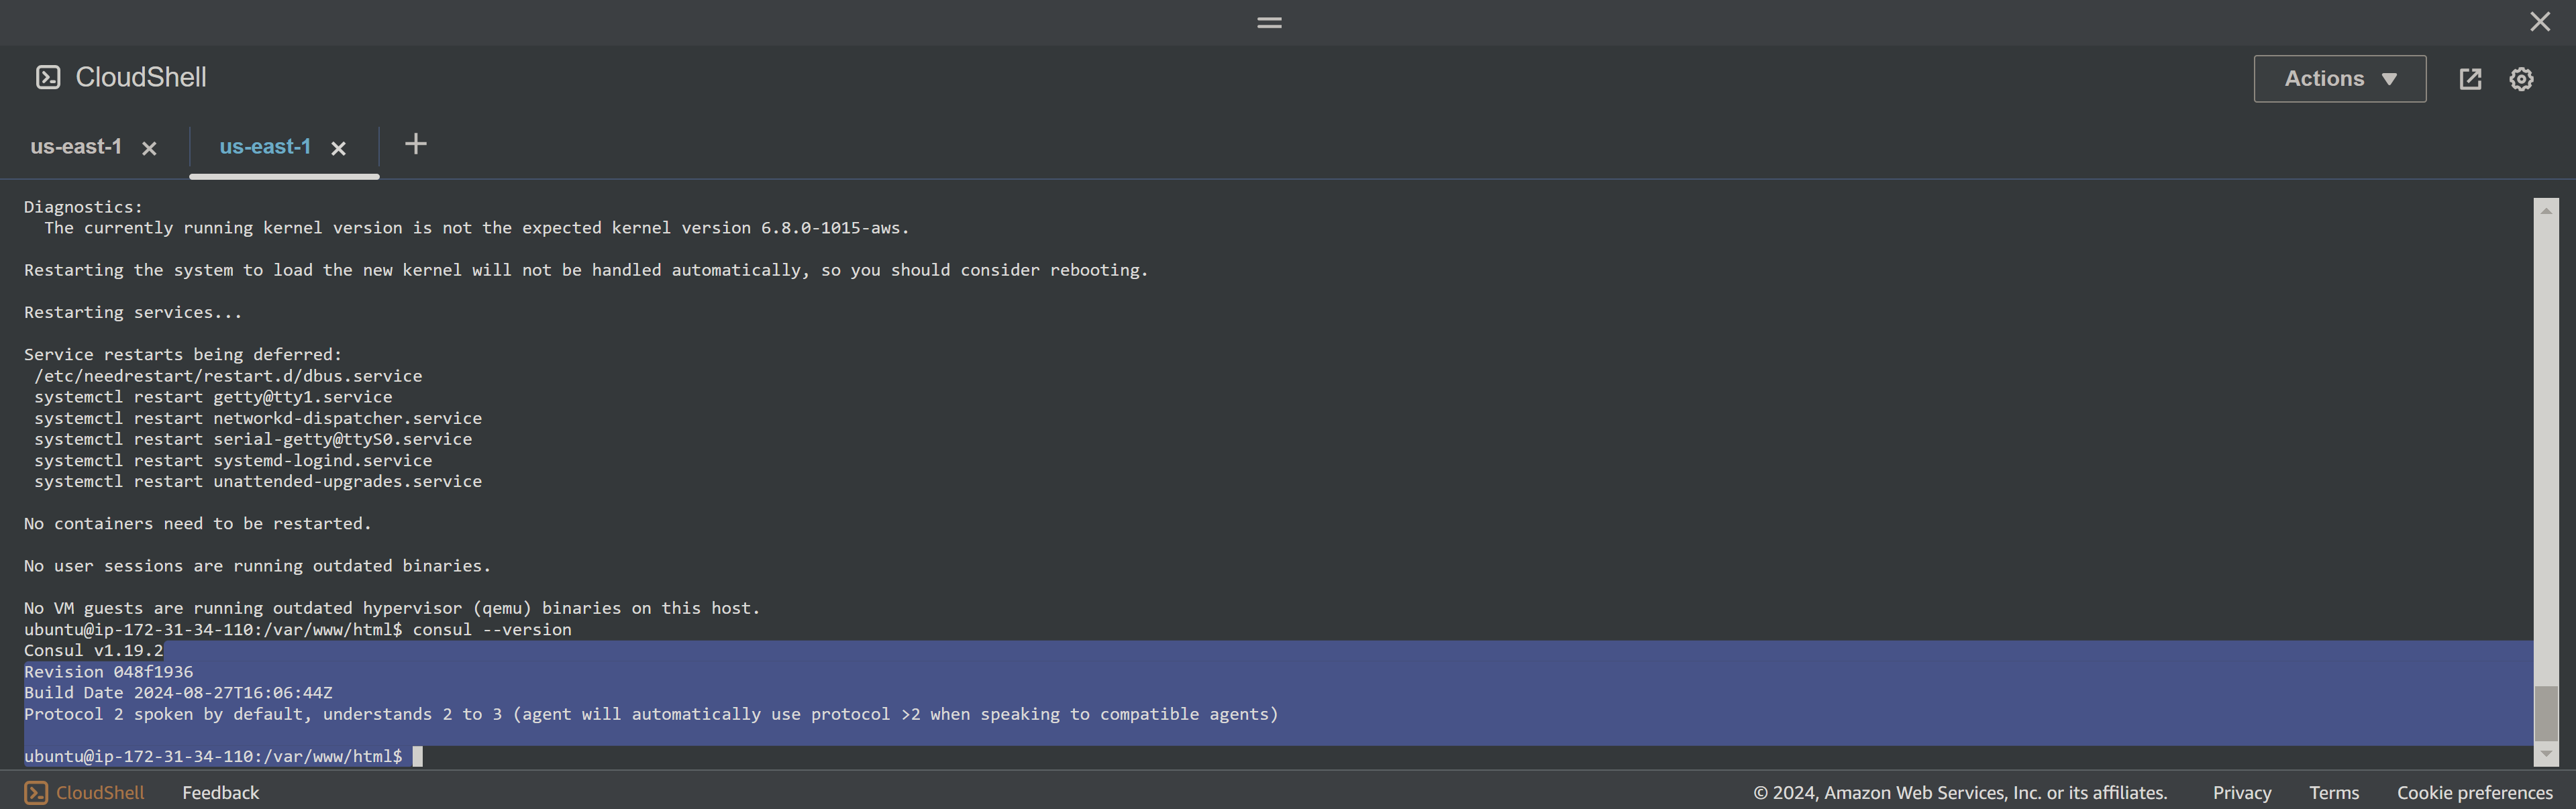 CloudShell
Actions
us-east-1
us-east-1
Diagnostics:
The currently running kernel version is not the expected kernel version 6.8.0-1015-aws.
Restarting the system to load the new kernel will not be handled automatically, so you should consider rebooting.
Restarting services...
Service restarts being deferred:
/etc/needrestart/restart.d/dbus.service
systemctl restart getty@tty1.service
systemctl restart networkd-dispatcher.service
systemctl restart serial-getty@ttyS0.service
systemctl restart systemd-logind.service
systemctl restart unattended-upgrades.service
No containers need to be restarted.
No user sessions are running outdated binaries.
No VM guests are running outdated hypervisor (qemu) binaries on this host.
ubuntu@ip-172-31-34-110:/var/www/html$ consul --version
Consul v1.19.2
Revision 048f1936
Build Date 2024-08-27T16:06:44Z
Protocol 2 spoken by default, understands 2 to 3 (agent will automatically use protocol >2 when speaking to compatible agents)
ubuntu@ip-172-31-34-110:/var/www/html$
CloudShell Feedback © 2024, Amazon Web Services, Inc. or its affiliates. Privacy Terms Cookie preferences